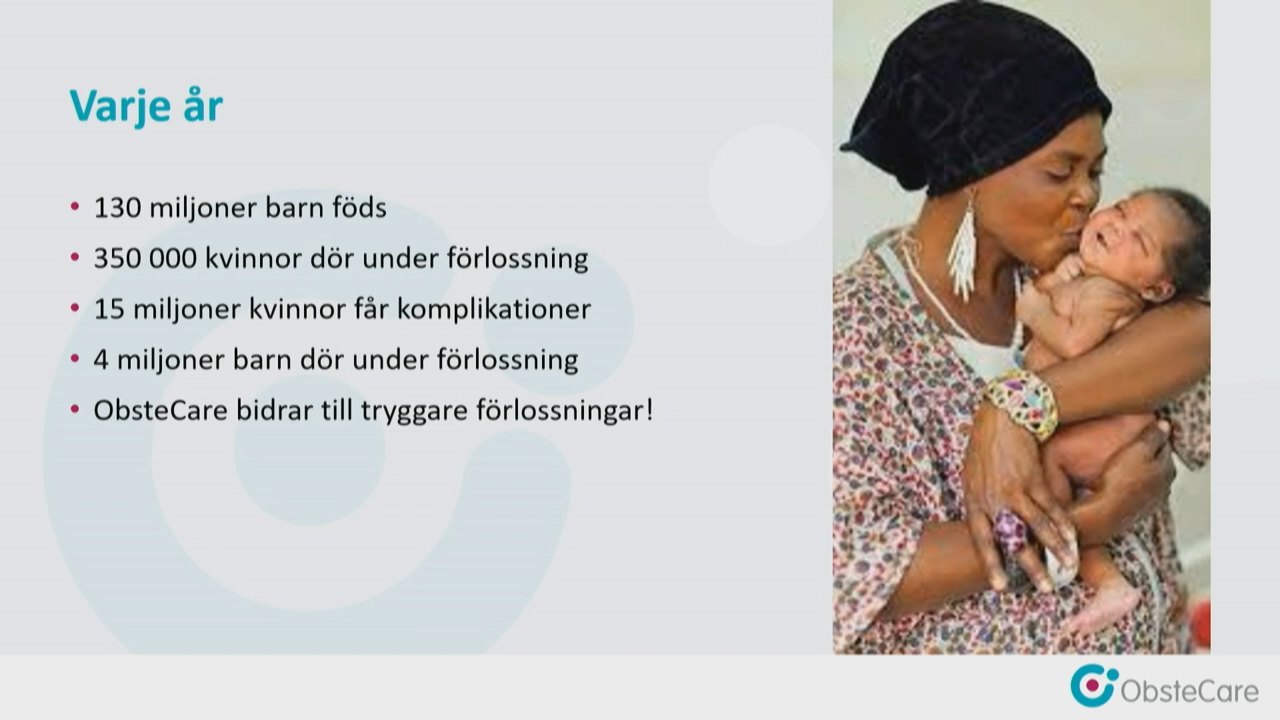 Varje år
• 130 miljoner barn föds
• 350 000 kvinnor dör under förlossning
• 15 miljoner kvinnor får komplikationer
• 4 miljoner barn dör under förlossning
• ObsteCare bidrar till tryggare förlossningar!
ObsteCare